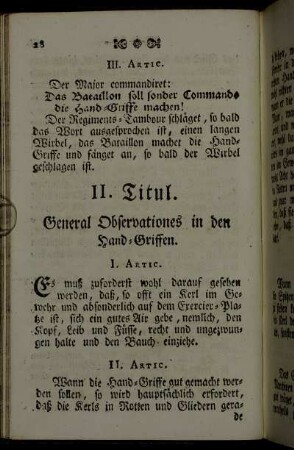 28
III. ARTIC.
Der Major commandiret:
Das Bataillon soll sonder Commando
die Hand-Griffe machen!
Der Regiments-Tambour schläget, so bald
das Wort ausgesprochen ist, einen langen
Wirbel, das Bataillon machet die Hand-
Griffe und fänget an, so bald der Wirbel
geschlagen ist.
II. Titul.
General Observationes in den
Hand-Griffen.
I. ARTIC.
Es muß zuforderst wohl darauf gesehen
werden, daß, so offt ein Kerl im Ge-
wehr und absonderlich auf dem Exercier-Pla-
tze ist, sich ein gutes Air gebe, nemlich, den
Kopf, Leib und Füsse, recht und ungezwun-
gen halte und den Bauch einziehe.
II. ARTIC.
Wann die Hand-Griffe gut gemacht wer-
den sollen, so wird hauptsächlich erfordert,
daß die Kerls in Rotten und Gliedern gera-
de